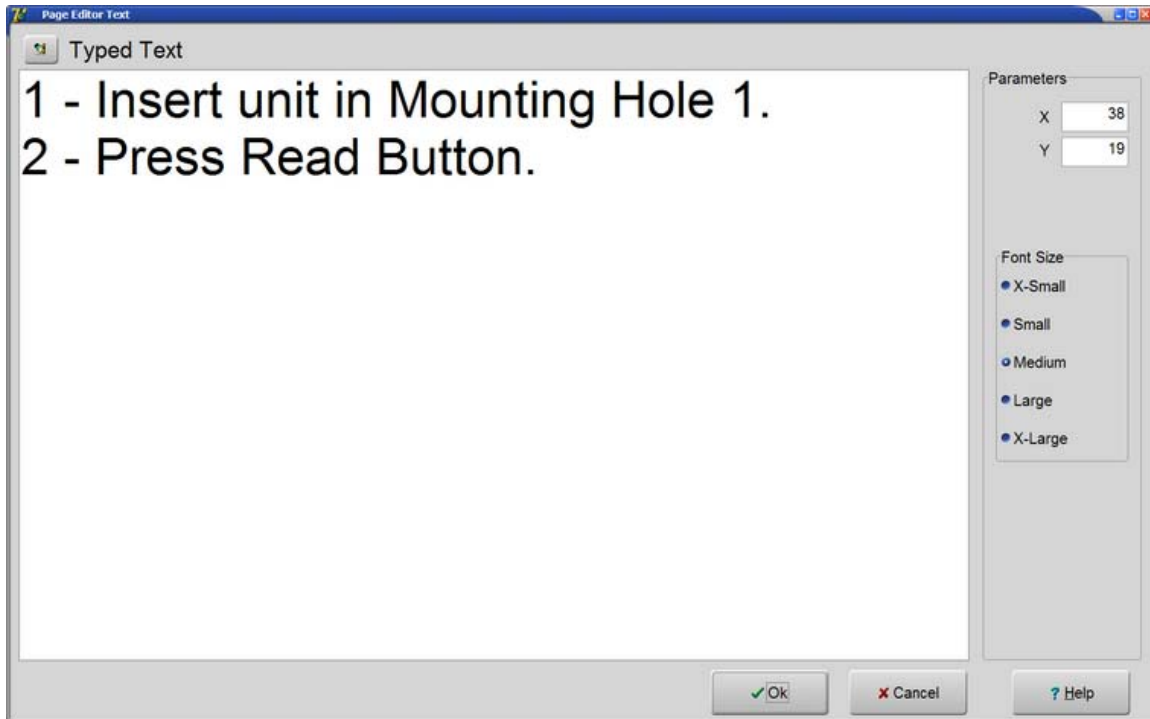 Page Editor Text
Typed Text
1 - Insert unit in Mounting Hole 1.
2 - Press Read Button.
Parameters
X 38
Y 19
Font Size
X-Small
Small
Medium
Large
X-Large
Ok
Cancel
? Help